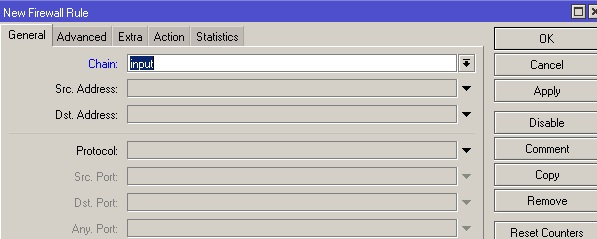 New Firewall Rule
General Advanced Extra Action Statistics
Chain: input
Src. Address:
Dst. Address:
Protocol:
Src. Port:
Dst. Port:
Any. Port:
OK
Cancel
Apply
Disable
Comment
Copy
Remove
Reset Counters